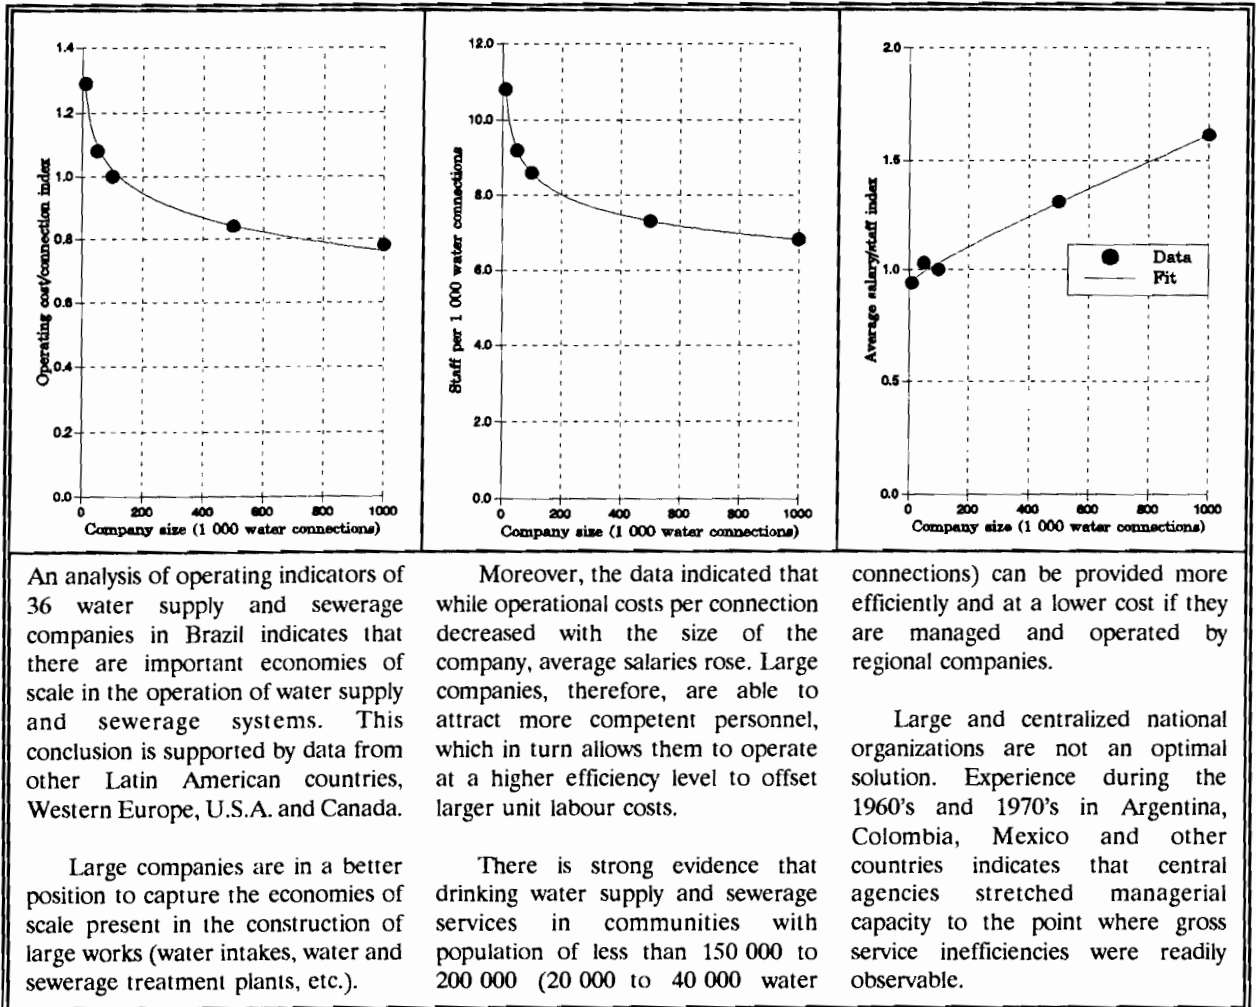 1.4
1.2
1.0
0.8
0.6
0.4
0.2
0.0
0 200 400 600 800 1000
Operating cost/connection index
Company size (1 000 water connections)
12.0
10.0
8.0
6.0
4.0
2.0
0.0
0 200 400 600 800 1000
Staff per 1 000 water connections
Company size (1 000 water connections)
2.0
1.5
1.0
0.5
0.0
0 200 400 600 800 1000
Average salary/staff index
Company size (1 000 water connections)
Data
Fit
An analysis of operating indicators of
36 water supply and sewerage
companies in Brazil indicates that
there are important economies of
scale in the operation of water supply
and sewerage systems. This
conclusion is supported by data from
other Latin American countries,
Western Europe, U.S.A. and Canada.
Large companies are in a better
position to capture the economies of
scale present in the construction of
large works (water intakes, water and
sewerage treatment plants, etc.).
Moreover, the data indicated that
while operational costs per connection
decreased with the size of the
company, average salaries rose. Large
companies, therefore, are able to
attract more competent personnel,
which in turn allows them to operate
at a higher efficiency level to offset
larger unit labour costs.
There is strong evidence that
drinking water supply and sewerage
services in communities with
population of less than 150 000 to
200 000 (20 000 to 40 000 water
connections) can be provided more
efficiently and at a lower cost if they
are managed and operated by
regional companies.
Large and centralized national
organizations are not an optimal
solution. Experience during the
1960's and 1970's in Argentina,
Colombia, Mexico and other
countries indicates that central
agencies stretched managerial
capacity to the point where gross
service inefficiencies were readily
observable.